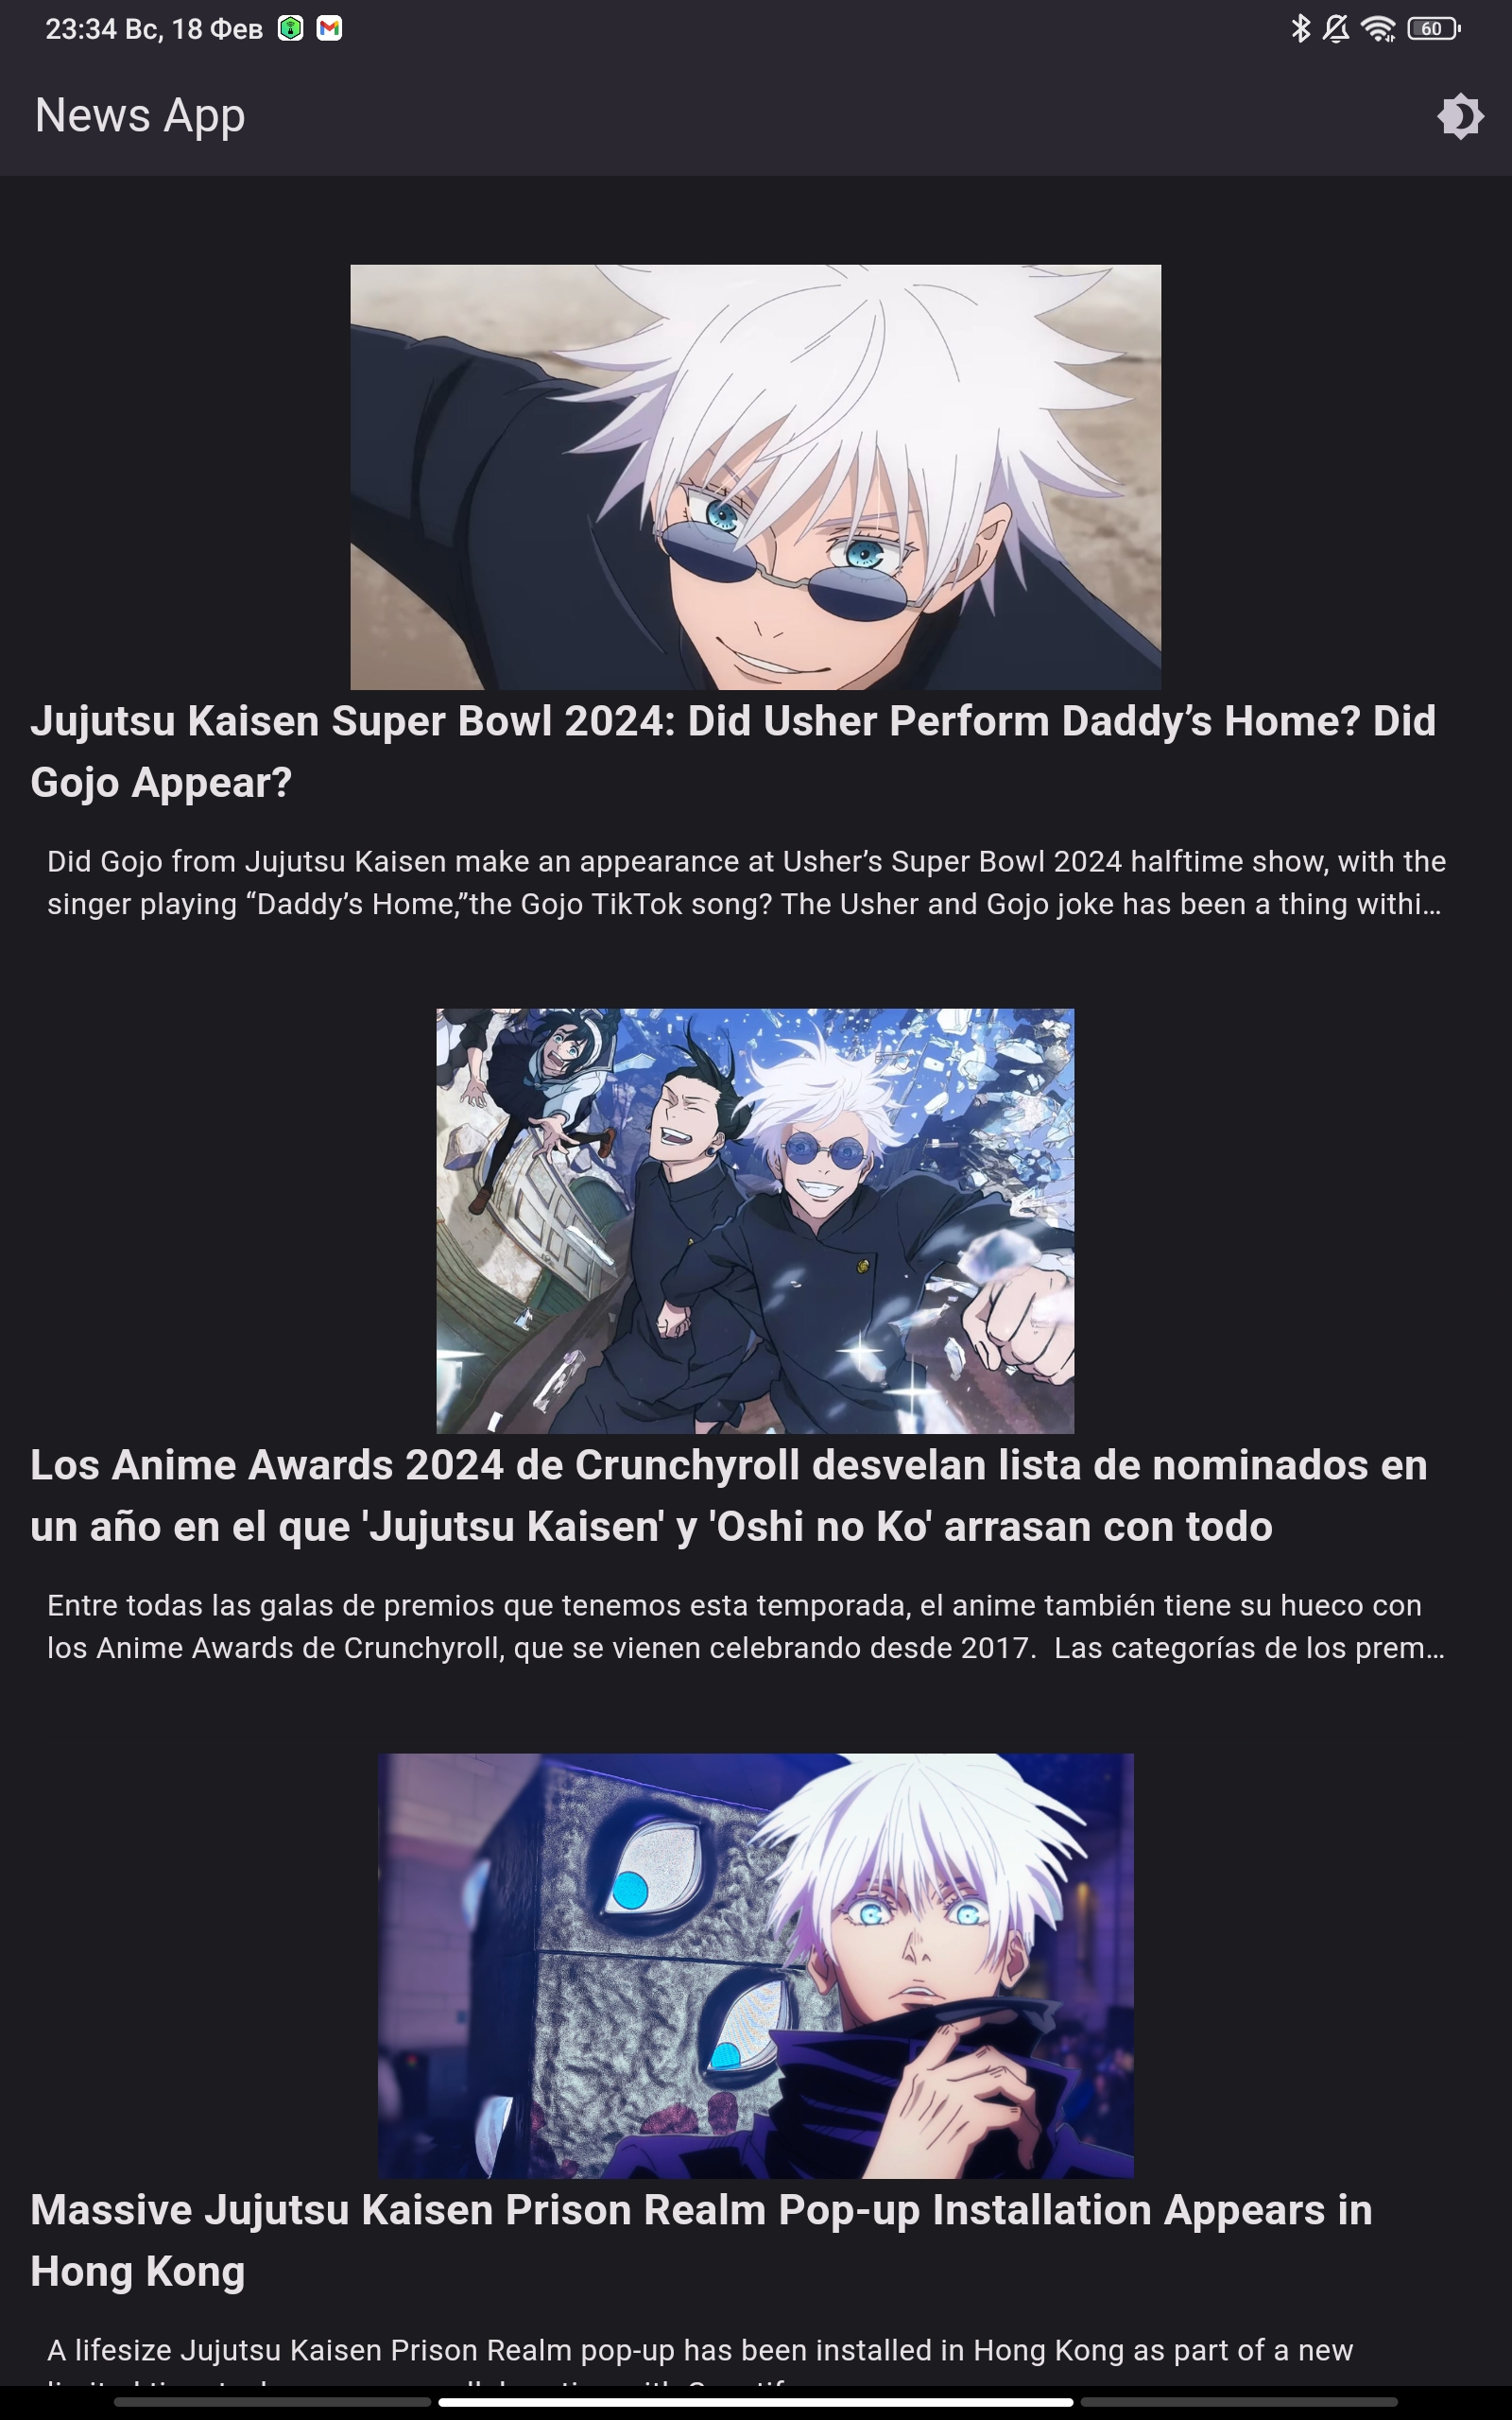 23:34 Вс, 18 Фев
60
News App
Jujutsu Kaisen Super Bowl 2024: Did Usher Perform Daddy’s Home? Did
Gojo Appear?
Did Gojo from Jujutsu Kaisen make an appearance at Usher’s Super Bowl 2024 halftime show, with the
singer playing “Daddy’s Home,”the Gojo TikTok song? The Usher and Gojo joke has been a thing withi…
Los Anime Awards 2024 de Crunchyroll desvelan lista de nominados en
un año en el que 'Jujutsu Kaisen' y 'Oshi no Ko' arrasan con todo
Entre todas las galas de premios que tenemos esta temporada, el anime también tiene su hueco con
los Anime Awards de Crunchyroll, que se vienen celebrando desde 2017.  Las categorías de los prem…
Massive Jujutsu Kaisen Prison Realm Pop-up Installation Appears in
Hong Kong
A lifesize Jujutsu Kaisen Prison Realm pop-up has been installed in Hong Kong as part of a new